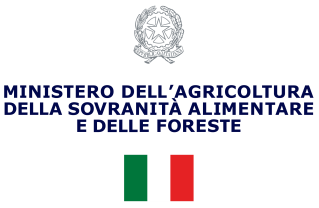 MINISTERO DELL'AGRICOLTURA
DELLA SOVRANITÀ ALIMENTARE
E DELLE FORESTE